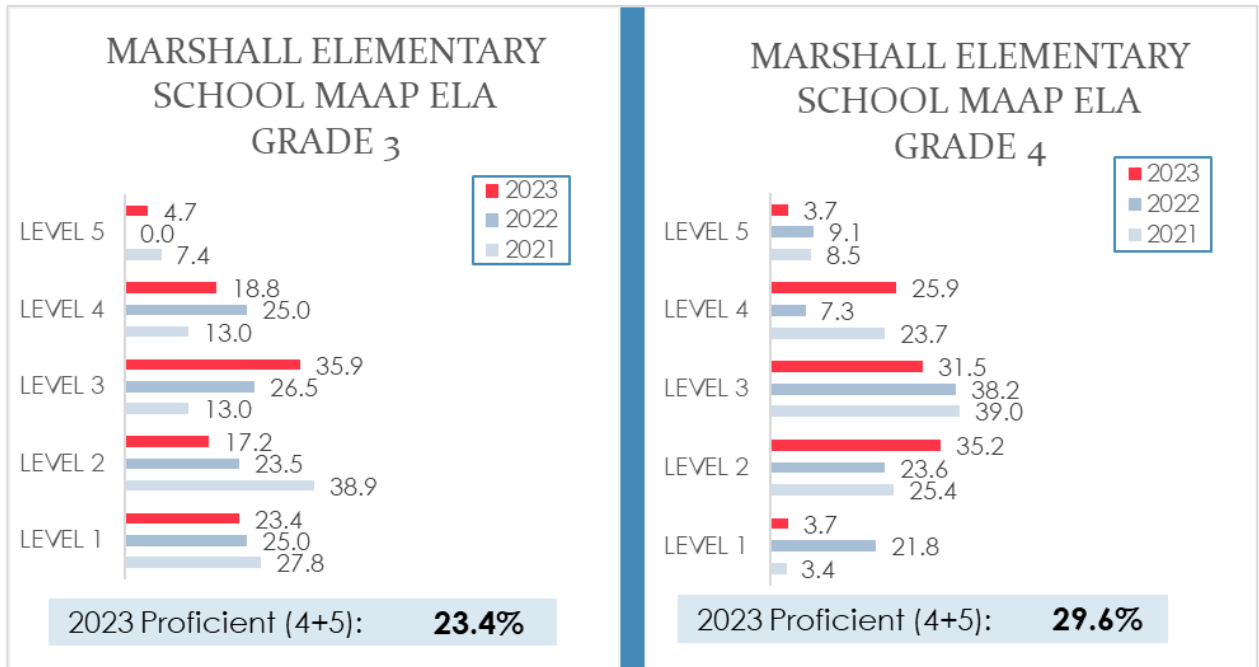 MARSHALL ELEMENTARY
SCHOOL MAAP ELA
GRADE 3
2023
2022
2021
LEVEL 5
4.7
0.0
7.4
LEVEL 4
18.8
25.0
13.0
LEVEL 3
35.9
26.5
13.0
LEVEL 2
17.2
23.5
38.9
LEVEL 1
23.4
25.0
27.8
2023 Proficient (4+5): 23.4%
MARSHALL ELEMENTARY
SCHOOL MAAP ELA
GRADE 4
2023
2022
2021
LEVEL 5
3.7
9.1
8.5
LEVEL 4
25.9
7.3
23.7
LEVEL 3
31.5
38.2
39.0
LEVEL 2
35.2
23.6
25.4
LEVEL 1
3.7
21.8
3.4
2023 Proficient (4+5): 29.6%